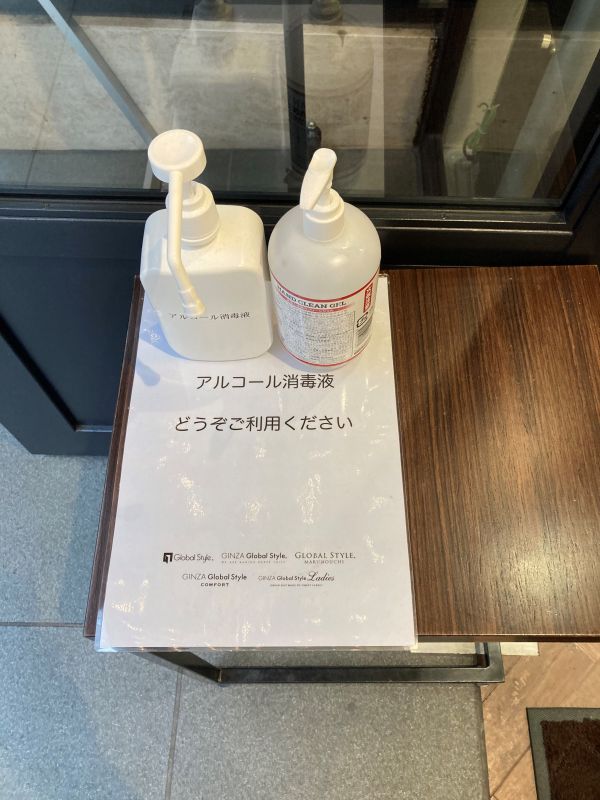 アルコール消毒液
HAND CLEAN GEL
アルコール消毒液
どうぞご利用ください
Global Style.
GINZA Global Style.
GLOBAL STYLE.
MARUNOUCHI
GINZA Global Style
COMFORT
GINZA Global Style Ladies